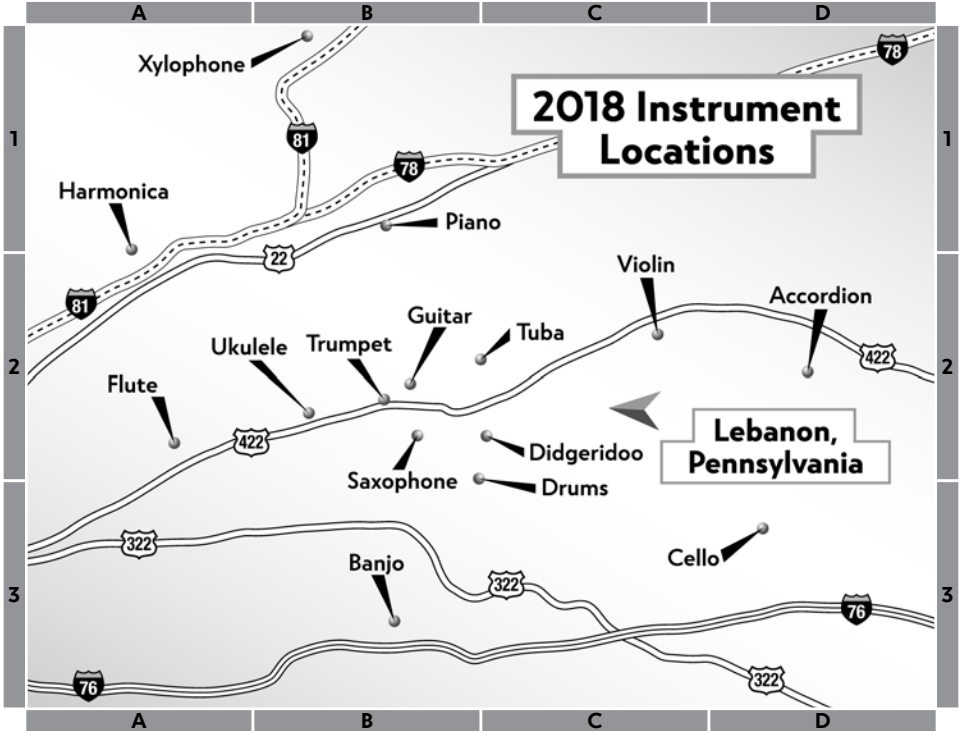 A B C D
78
Xylophone
2018 Instrument
Locations
1 81 1
78
Harmonica
Piano
22
Violin
81
Accordion
Guitar
Tuba
Ukulele Trumpet
2 422 2
Flute
Lebanon,
Pennsylvania
422
Didgeridoo
Saxophone
Drums
322
Cello
Banjo
322
3 76 3
76
322
A B C D